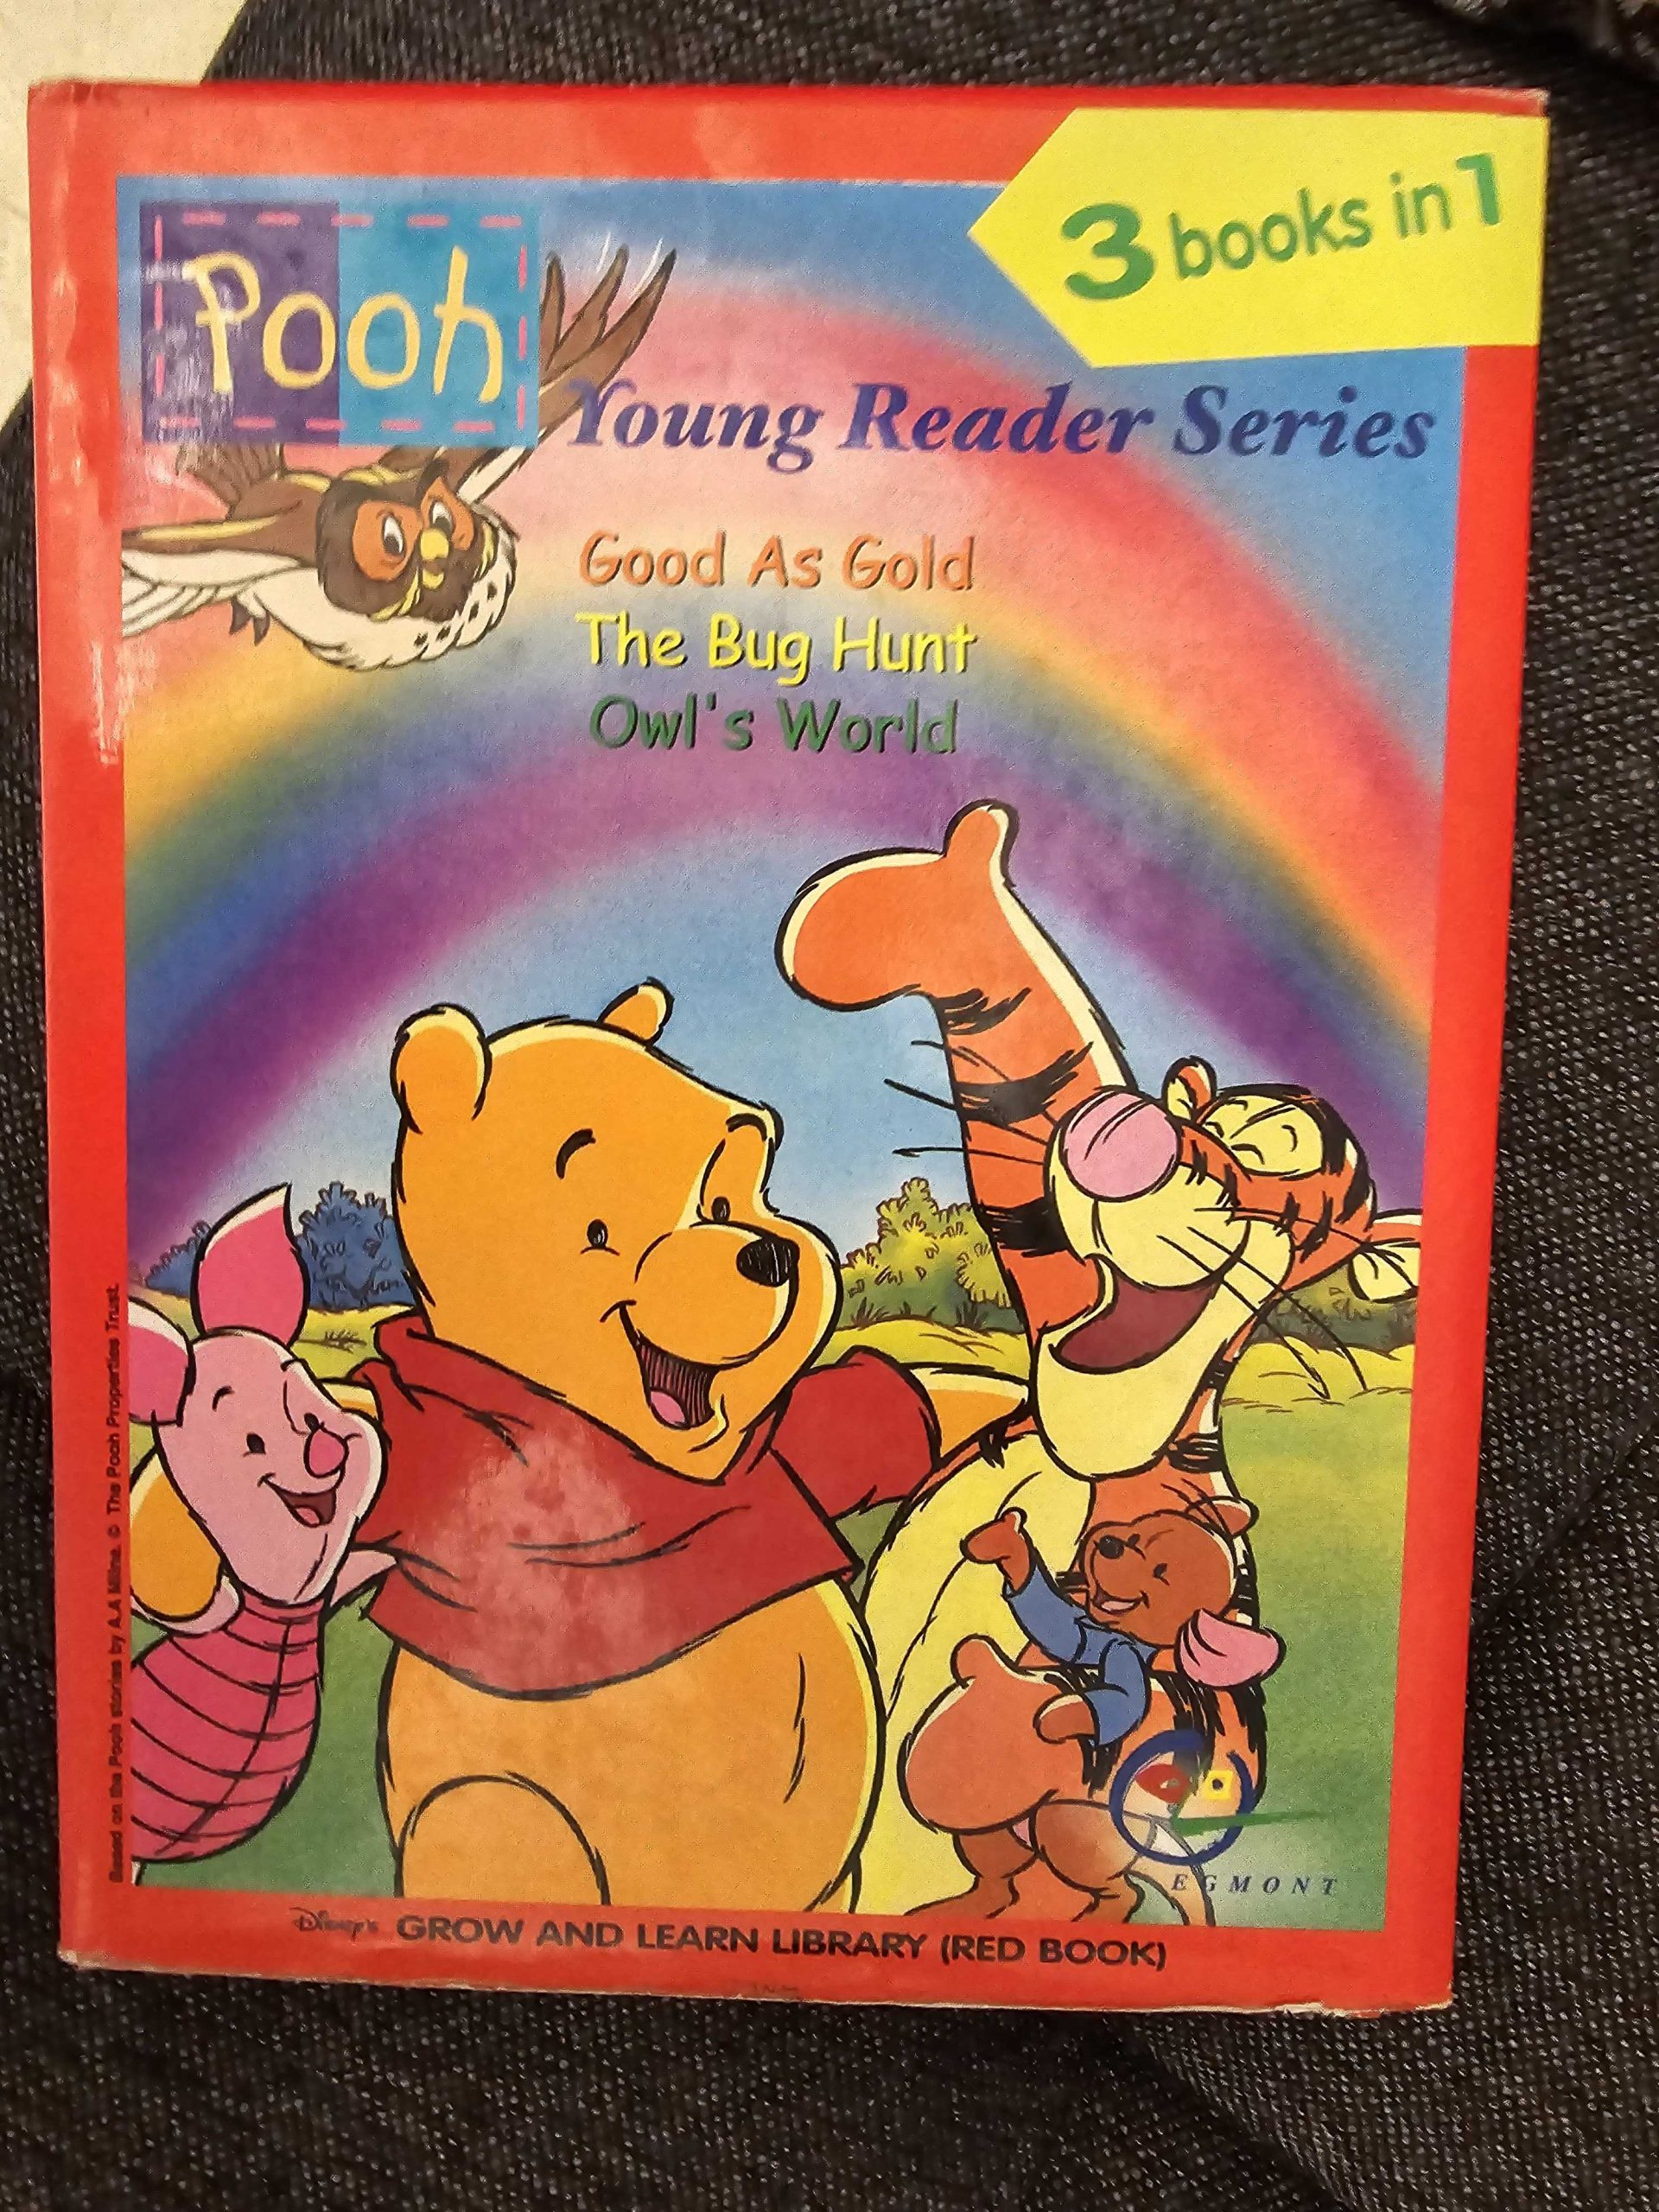 3 books in 1
Pooh
Young Reader Series
Good As Gold
The Bug Hunt
Owl's World
Based on the Pooh stories by A.A Milne. © The Pooh Properties Trust.
EGMONT
Disney's GROW AND LEARN LIBRARY (RED BOOK)